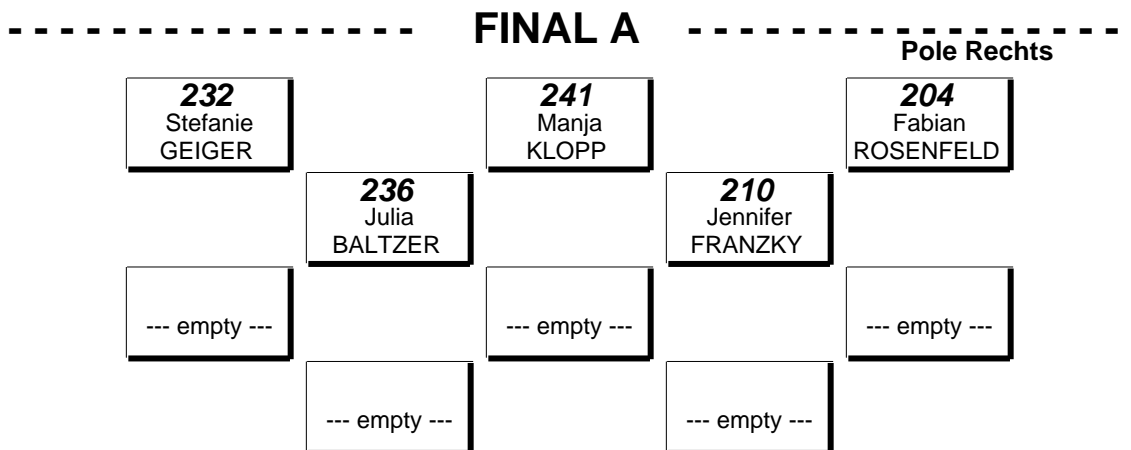 - - - - - - - - - - - - - - - - - FINAL A - - - - - - - - - - - - - - - - - -
Pole Rechts
232 241 204
Stefanie Manja Fabian
GEIGER KLOPP ROSENFELD
236 210
Julia Jennifer
BALTZER FRANZKY
--- empty --- --- empty --- --- empty ---
--- empty --- --- empty ---